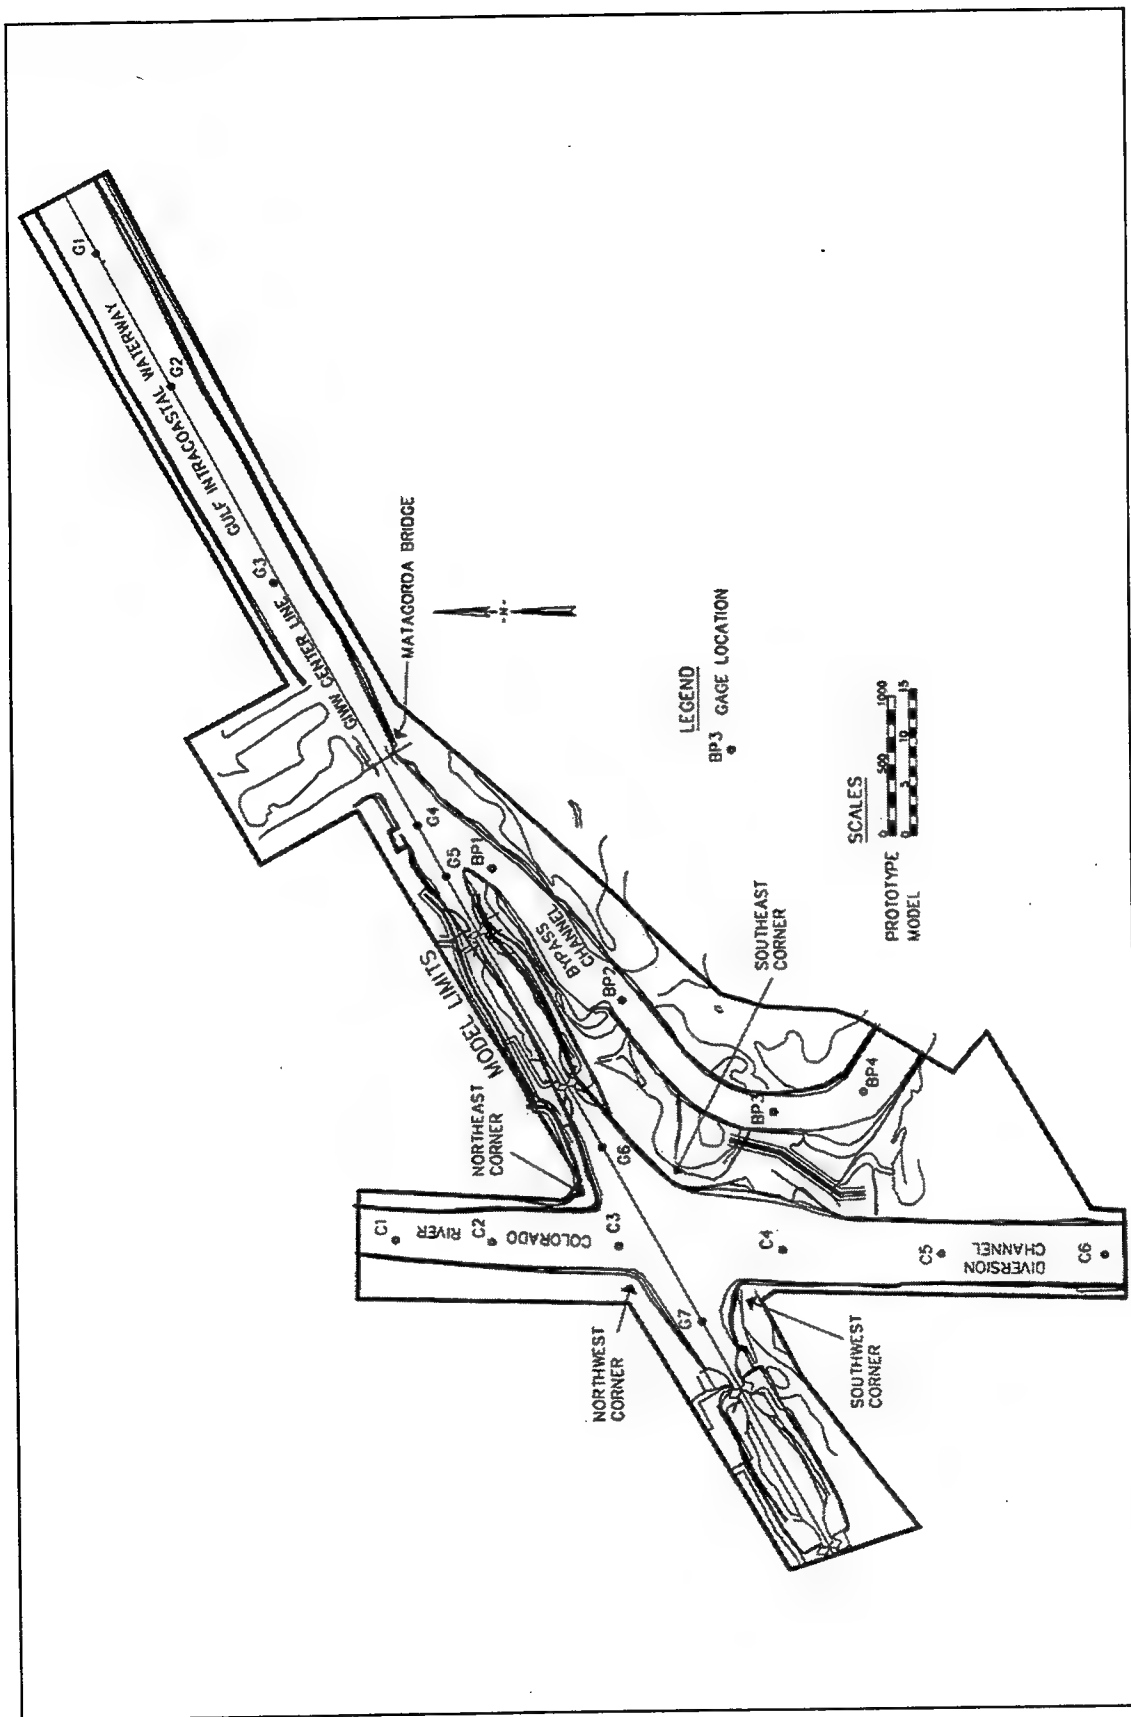 G1
GULF INTRACOASTAL WATERWAY
G2
G3
GIWW CENTER LINE
MATAGORDA BRIDGE
-N-
G4
G5
BP1
MODEL LIMITS
BYPASS
CHANNEL
BP2
LEGEND
BP3 GAGE LOCATION
SCALES
PROTOTYPE
0 500 1000
MODEL
0 5 10 15
SOUTHEAST
CORNER
NORTHEAST
CORNER
G6
BP3
BP4
C1
COLORADO RIVER
C2
C3
C4
C5
DIVERSION
CHANNEL
C6
G7
NORTHWEST
CORNER
SOUTHWEST
CORNER